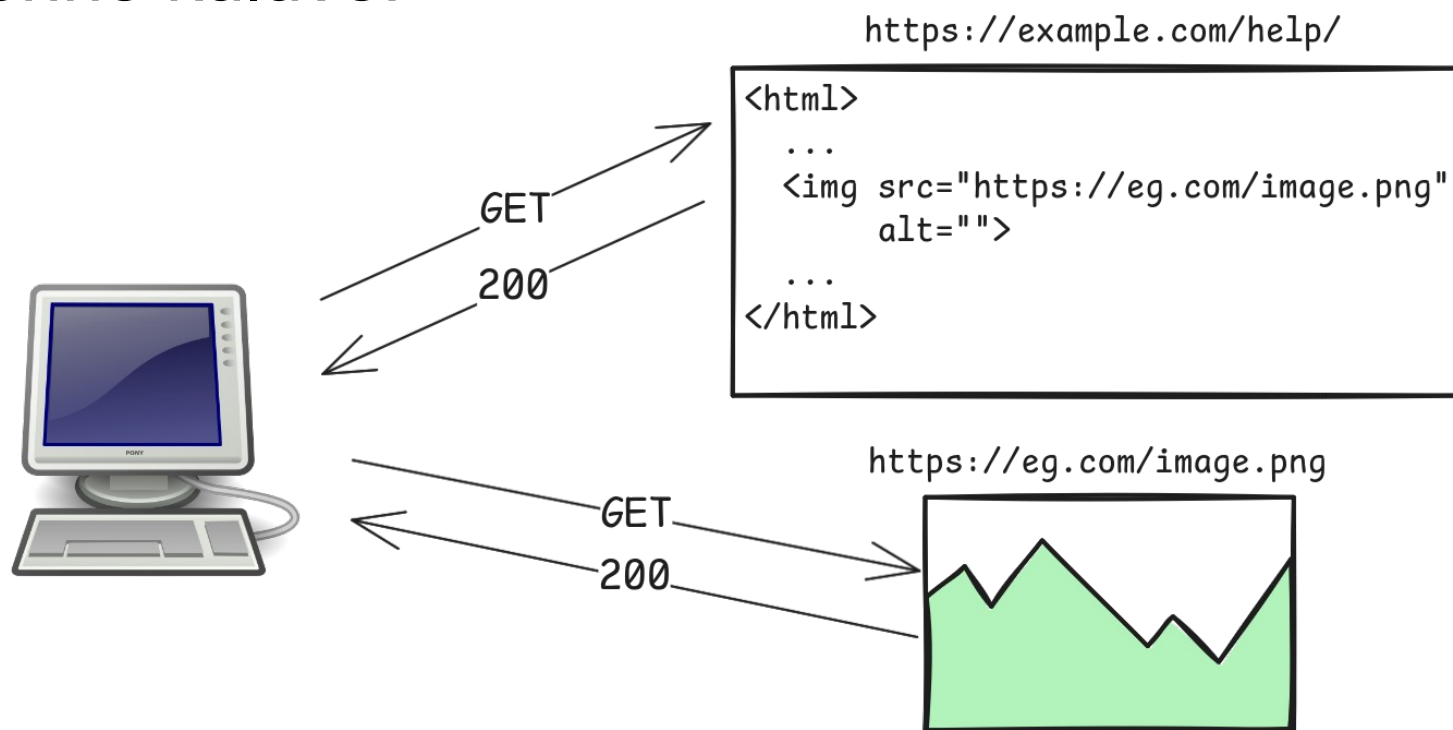 https://example.com/help/
<html>
...
<img src="https://eg.com/image.png"
alt="">
...
</html>
GET
200
PONY
https://eg.com/image.png
GET
200